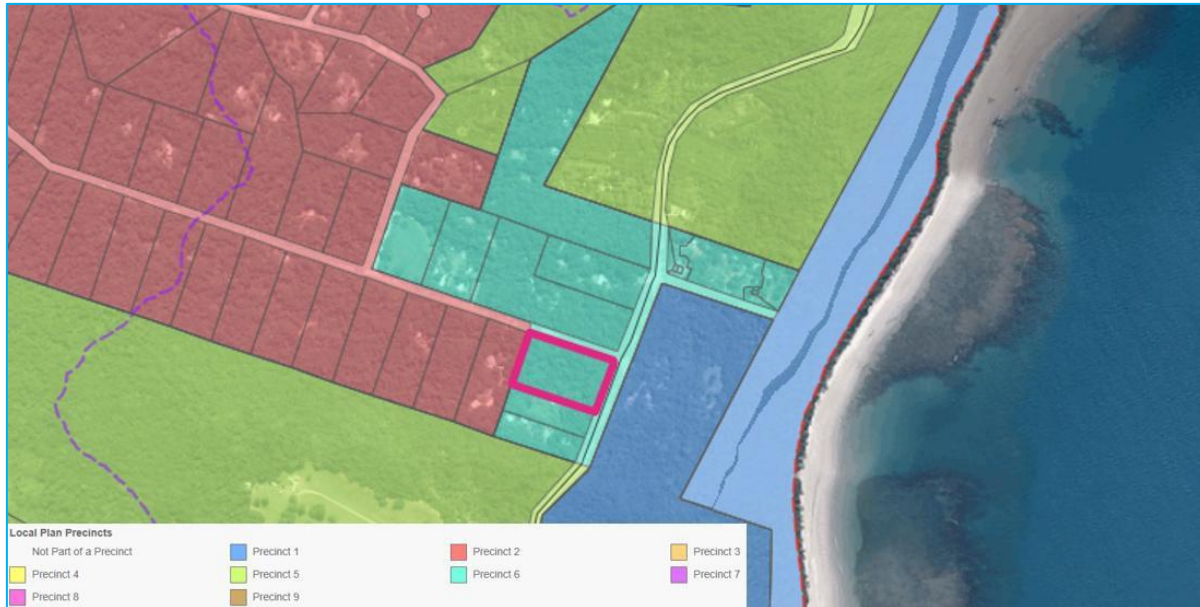 Local Plan Precincts
Not Part of a Precinct Precinct 1 Precinct 2 Precinct 3
Precinct 4 Precinct 5 Precinct 6 Precinct 7
Precinct 8 Precinct 9